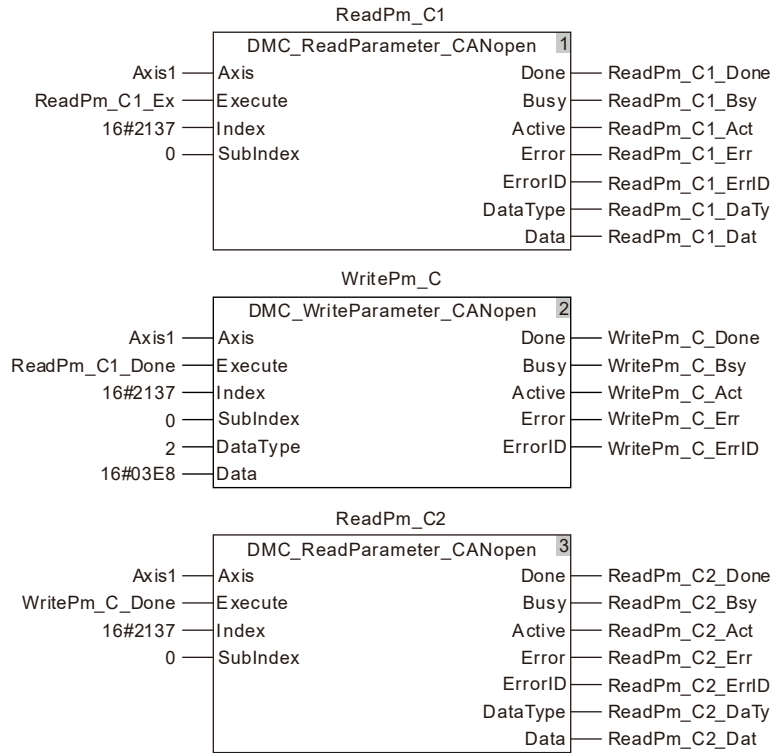 ReadPm_C1
DMC_ReadParameter_CANopen 1
Axis1 Axis Done ReadPm_C1_Done
ReadPm_C1_Ex Execute Busy ReadPm_C1_Bsy
16#2137 Index Active ReadPm_C1_Act
0 SubIndex Error ReadPm_C1_Err
ErrorID ReadPm_C1_ErrID
DataType ReadPm_C1_DaTy
Data ReadPm_C1_Dat
WritePm_C
DMC_WriteParameter_CANopen 2
Axis1 Axis Done WritePm_C_Done
ReadPm_C1_Done Execute Busy WritePm_C_Bsy
16#2137 Index Active WritePm_C_Act
0 SubIndex Error WritePm_C_Err
2 DataType ErrorID WritePm_C_ErrID
16#03E8 Data
ReadPm_C2
DMC_ReadParameter_CANopen 3
Axis1 Axis Done ReadPm_C2_Done
WritePm_C_Done Execute Busy ReadPm_C2_Bsy
16#2137 Index Active ReadPm_C2_Act
0 SubIndex Error ReadPm_C2_Err
ErrorID ReadPm_C2_ErrID
DataType ReadPm_C2_DaTy
Data ReadPm_C2_Dat